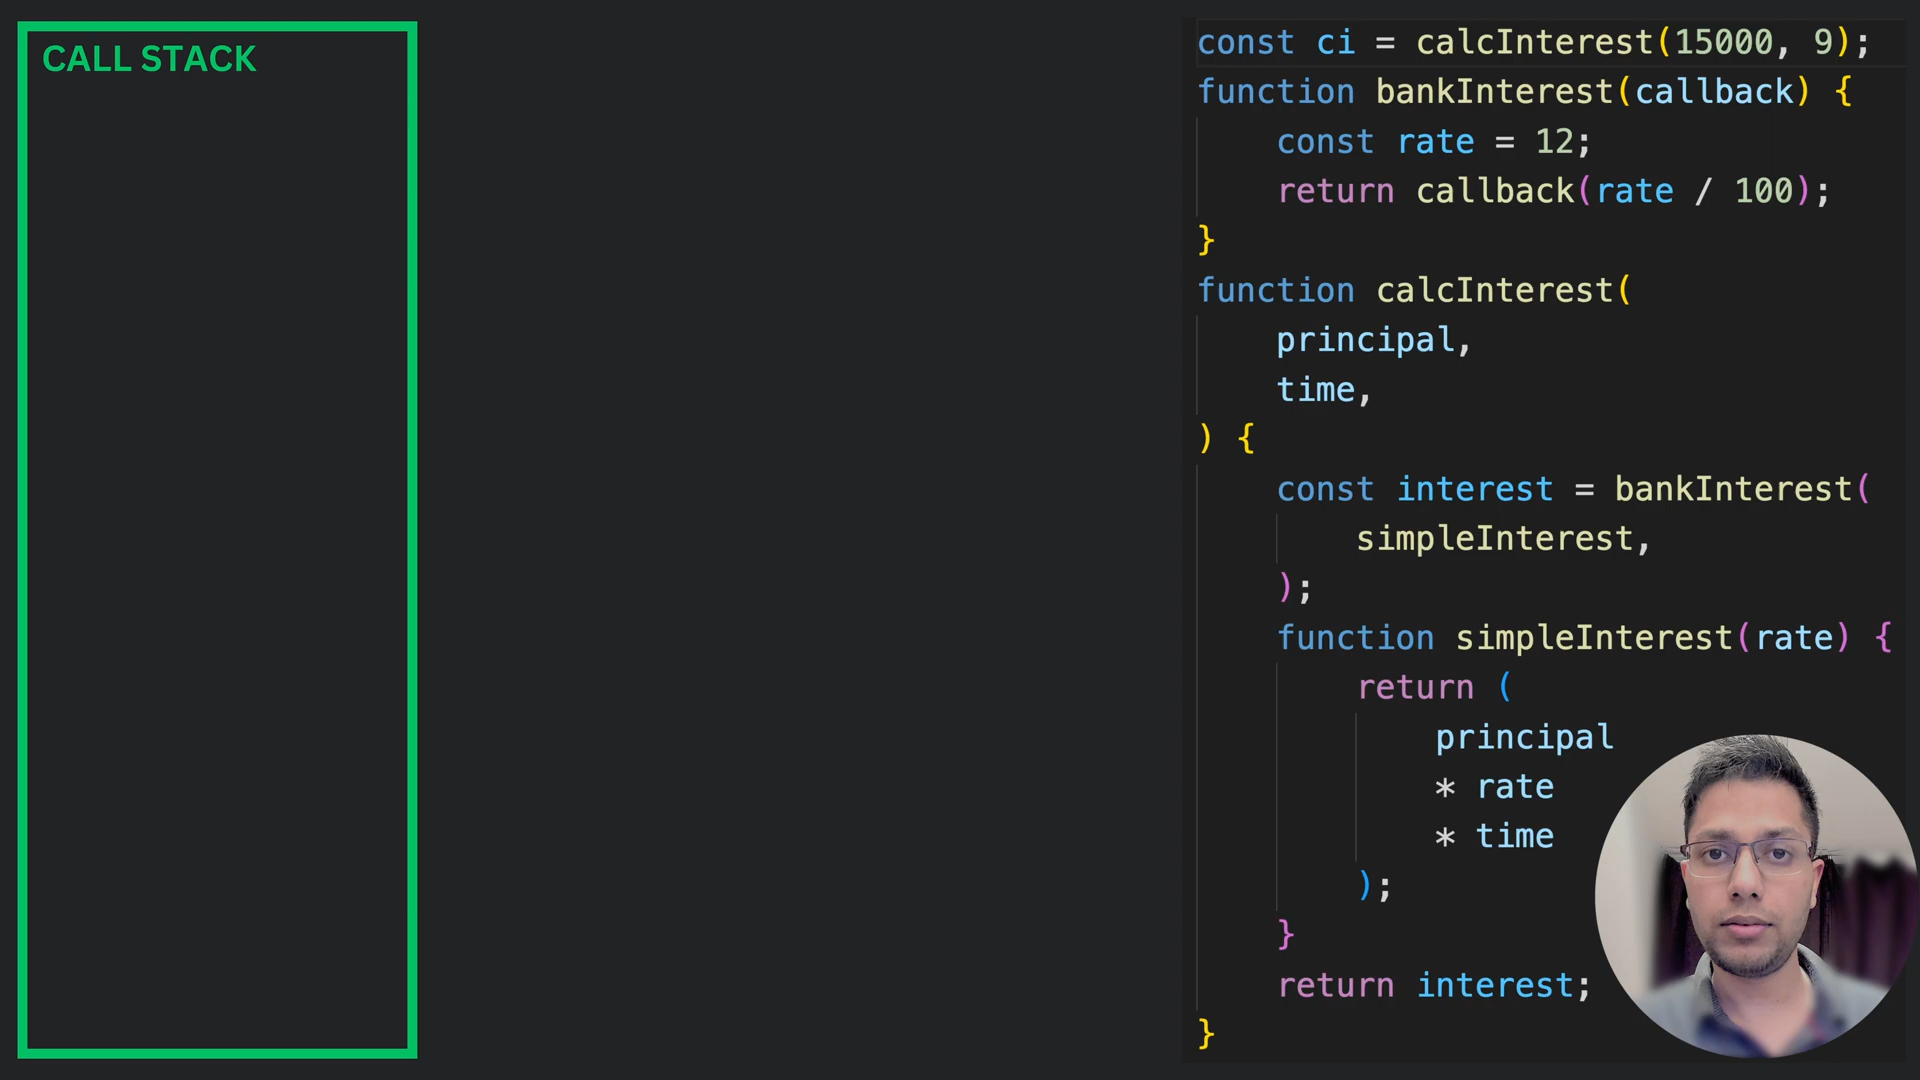 CALL STACK
const ci = calcInterest(15000, 9);
function bankInterest(callback) {
    const rate = 12;
    return callback(rate / 100);
}
function calcInterest(
    principal,
    time,
) {
    const interest = bankInterest(
        simpleInterest,
    );
    function simpleInterest(rate) {
        return (
            principal
            * rate
            * time
        );
    }
    return interest;
}